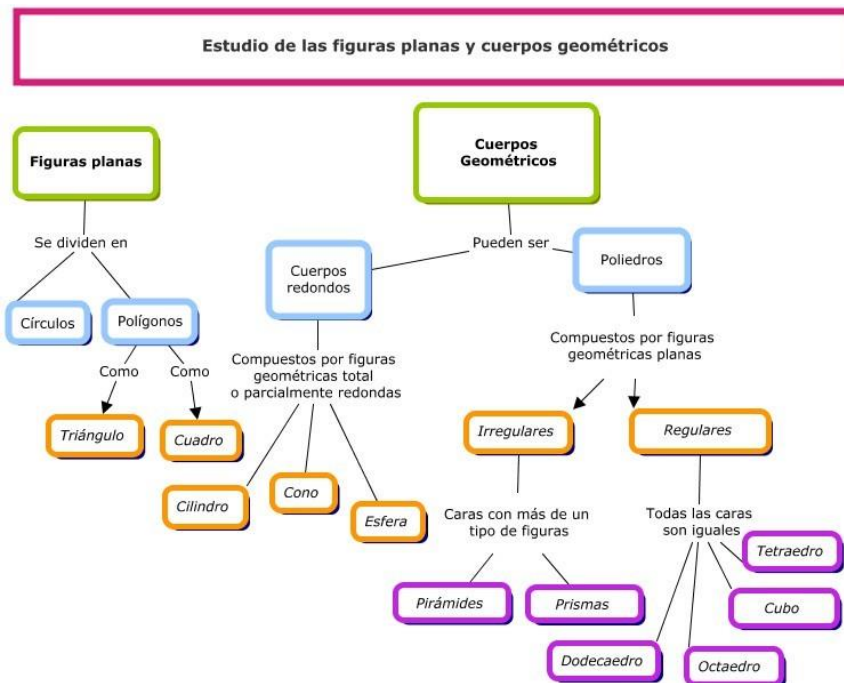 Estudio de las figuras planas y cuerpos geométricos
Figuras planas
Se dividen en
Círculos
Polígonos
Como
Como
Triángulo
Cuadro
Cuerpos
Geométricos
Pueden ser
Cuerpos
redondos
Compuestos por figuras
geométricas total
o parcialmente redondas
Cilindro
Cono
Esfera
Poliedros
Compuestos por figuras
geométricas planas
Irregulares
Caras con más de un
tipo de figuras
Pirámides
Prismas
Regulares
Todas las caras
son iguales
Tetraedro
Cubo
Dodecaedro
Octaedro